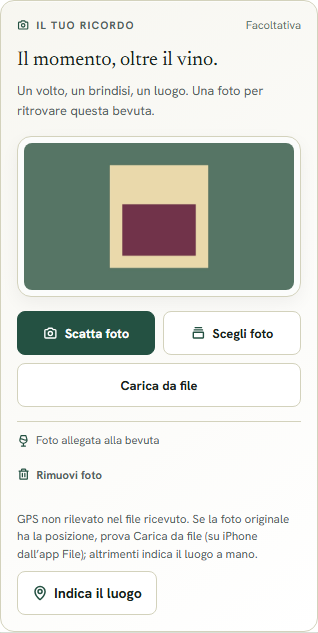 IL TUO RICORDO
Facoltativa
Il momento, oltre il vino.
Un volto, un brindisi, un luogo. Una foto per
ritrovare questa bevuta.
Scatta foto
Scegli foto
Carica da file
Foto allegata alla bevuta
Rimuovi foto
GPS non rilevato nel file ricevuto. Se la foto originale
ha la posizione, prova Carica da file (su iPhone
dall'app File); altrimenti indica il luogo a mano.
Indica il luogo